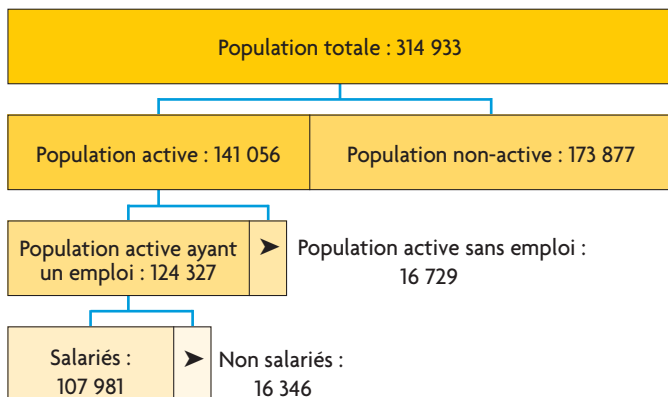 Population totale : 314 933
Population active : 141 056
Population non-active : 173 877
Population active ayant
un emploi : 124 327
Population active sans emploi :
16 729
Salariés :
107 981
Non salariés :
16 346